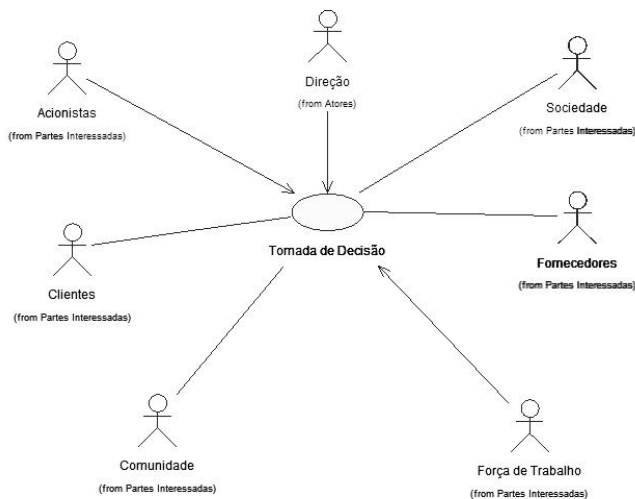 Direção
(from Atores)
Acionistas
(from Partes Interessadas)
Sociedade
(from Partes Interessadas)
Tomada de Decisão
Clientes
(from Partes Interessadas)
Fornecedores
(from Partes Interessadas)
Comunidade
(from Partes Interessadas)
Força de Trabalho
(from Partes Interessadas)